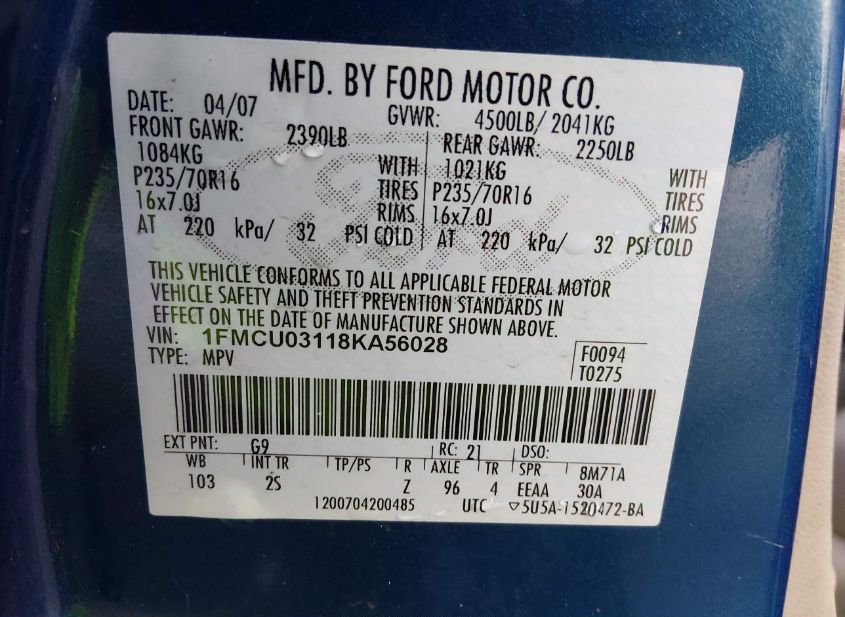 MFD. BY FORD MOTOR CO.
DATE: 04/07 GVWR: 4500LB/ 2041KG
FRONT GAWR: 2390LB REAR GAWR: 2250LB
1084KG WITH 1021KG WITH
P235/70R16 TIRES P235/70R16 TIRES
16x7.0J RIMS 16x7.0J RIMS
AT 220 kPa/ 32 PSI COLD AT 220 kPa/ 32 PSI COLD
THIS VEHICLE CONFORMS TO ALL APPLICABLE FEDERAL MOTOR
VEHICLE SAFETY AND THEFT PREVENTION STANDARDS IN
EFFECT ON THE DATE OF MANUFACTURE SHOWN ABOVE.
VIN: 1FMCU03118KA56028
TYPE: MPV
F0094
T0275
EXT PNT: G9 RC: 21 DSO:
WB INT TR TP/PS R AXLE TR SPR 8M71A
103 2S Z 96 4 EEAA 30A
1200704200485 UTC ▽5U5A-1520472-BA
Ford